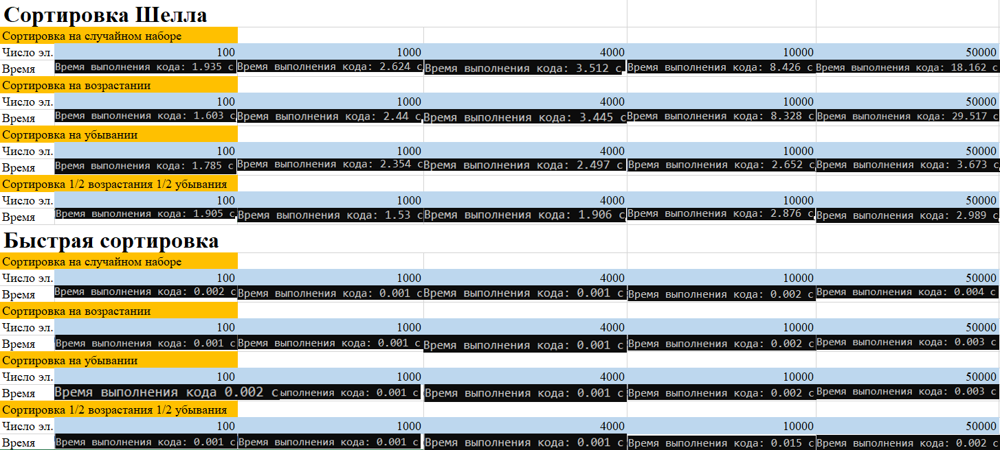 Сортировка Шелла
Сортировка на случайном наборе
Число эл. 100 1000 4000 10000 50000
Время Время выполнения кода: 1.935 с Время выполнения кода: 2.624 с Время выполнения кода: 3.512 с Время выполнения кода: 8.426 с Время выполнения кода: 18.162 с
Сортировка на возрастании
Число эл. 100 1000 4000 10000 50000
Время Время выполнения кода: 1.603 с Время выполнения кода: 2.44 с Время выполнения кода: 3.445 с Время выполнения кода: 8.328 с Время выполнения кода: 29.517 с
Сортировка на убывании
Число эл. 100 1000 4000 10000 50000
Время Время выполнения кода: 1.785 с Время выполнения кода: 2.354 с Время выполнения кода: 2.497 с Время выполнения кода: 2.652 с Время выполнения кода: 3.673 с
Сортировка 1/2 возрастания 1/2 убывания
Число эл. 100 1000 4000 10000 50000
Время Время выполнения кода: 1.905 с Время выполнения кода: 1.53 с Время выполнения кода: 1.906 с Время выполнения кода: 2.876 с Время выполнения кода: 2.989 с
Быстрая сортировка
Сортировка на случайном наборе
Число эл. 100 1000 4000 10000 50000
Время Время выполнения кода: 0.002 с Время выполнения кода: 0.001 с Время выполнения кода: 0.001 с Время выполнения кода: 0.002 с Время выполнения кода: 0.004 с
Сортировка на возрастании
Число эл. 100 1000 4000 10000 50000
Время Время выполнения кода: 0.001 с Время выполнения кода: 0.001 с Время выполнения кода: 0.001 с Время выполнения кода: 0.002 с Время выполнения кода: 0.003 с
Сортировка на убывании
Число эл. 100 1000 4000 10000 50000
Время Время выполнения кода 0.002 с ыполнения кода: 0.001 с Время выполнения кода: 0.001 с Время выполнения кода: 0.002 с Время выполнения кода: 0.003 с
Сортировка 1/2 возрастания 1/2 убывания
Число эл. 100 1000 4000 10000 50000
Время Время выполнения кода: 0.001 с Время выполнения кода: 0.001 с Время выполнения кода: 0.001 с Время выполнения кода: 0.015 с Время выполнения кода: 0.002 с